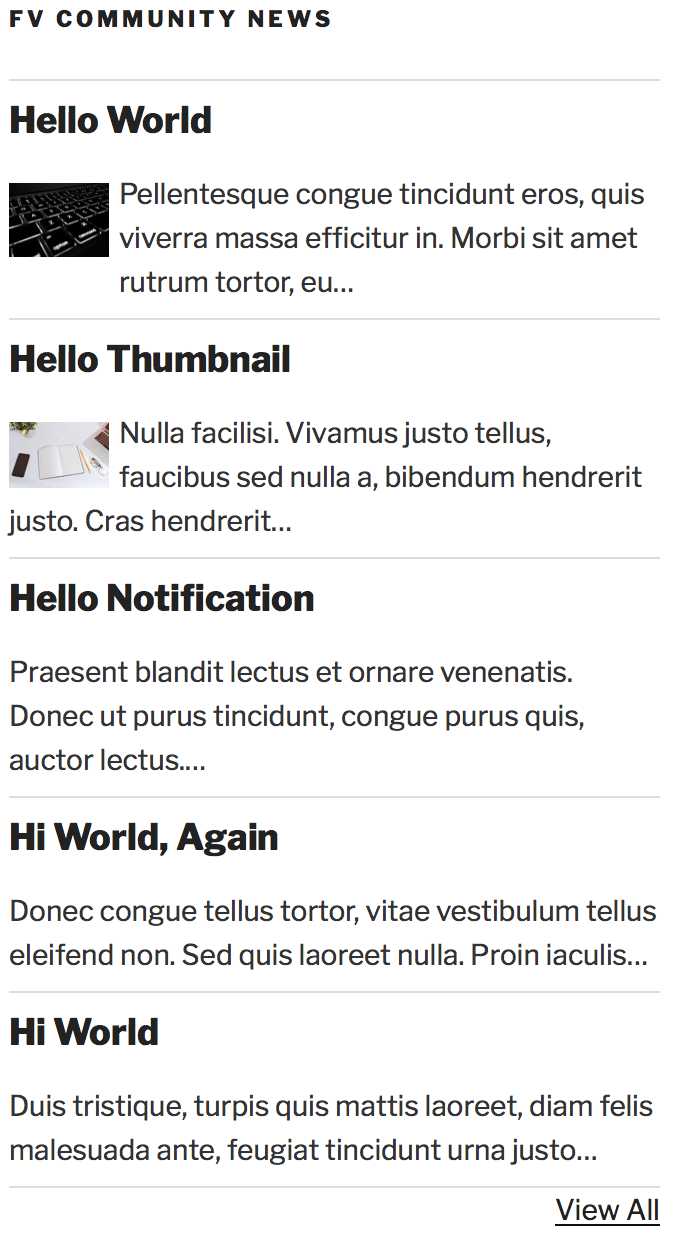 FV COMMUNITY NEWS
Hello World
Pellentesque congue tincidunt eros, quis
viverra massa efficitur in. Morbi sit amet
rutrum tortor, eu...
Hello Thumbnail
Nulla facilisi. Vivamus justo tellus,
faucibus sed nulla a, bibendum hendrerit
justo. Cras hendrerit...
Hello Notification
Praesent blandit lectus et ornare venenatis.
Donec ut purus tincidunt, congue purus quis,
auctor lectus....
Hi World, Again
Donec congue tellus tortor, vitae vestibulum tellus
eleifend non. Sed quis laoreet nulla. Proin iaculis...
Hi World
Duis tristique, turpis quis mattis laoreet, diam felis
malesuada ante, feugiat tincidunt urna justo...
View All